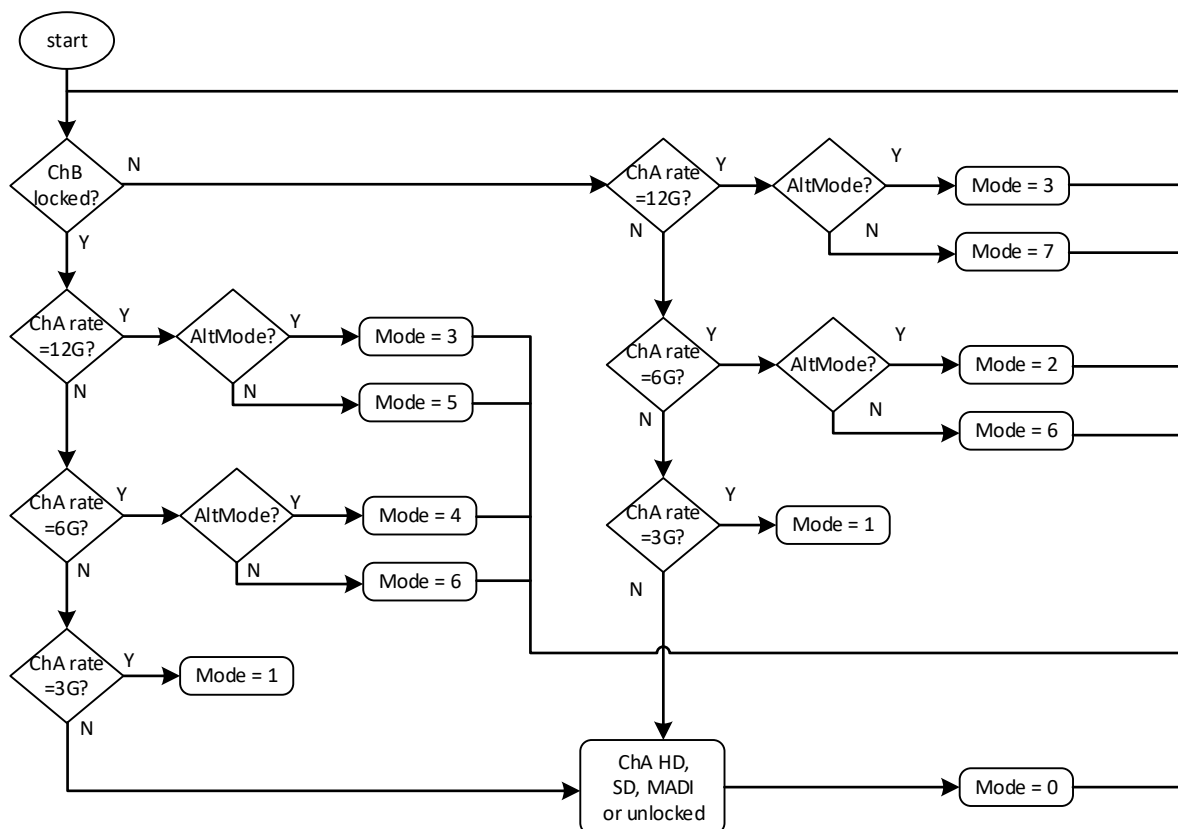 start
ChB
locked?
N
Y
ChA rate
=12G?
Y
N
AltMode?
Y
N
Mode = 3
Mode = 7
ChA rate
=12G?
Y
N
AltMode?
Y
N
Mode = 3
Mode = 5
ChA rate
=6G?
Y
N
AltMode?
Y
N
Mode = 2
Mode = 6
ChA rate
=6G?
Y
N
AltMode?
Y
N
Mode = 4
Mode = 6
ChA rate
=3G?
Y
N
Mode = 1
ChA rate
=3G?
Y
N
Mode = 1
ChA HD,
SD, MADI
or unlocked
Mode = 0